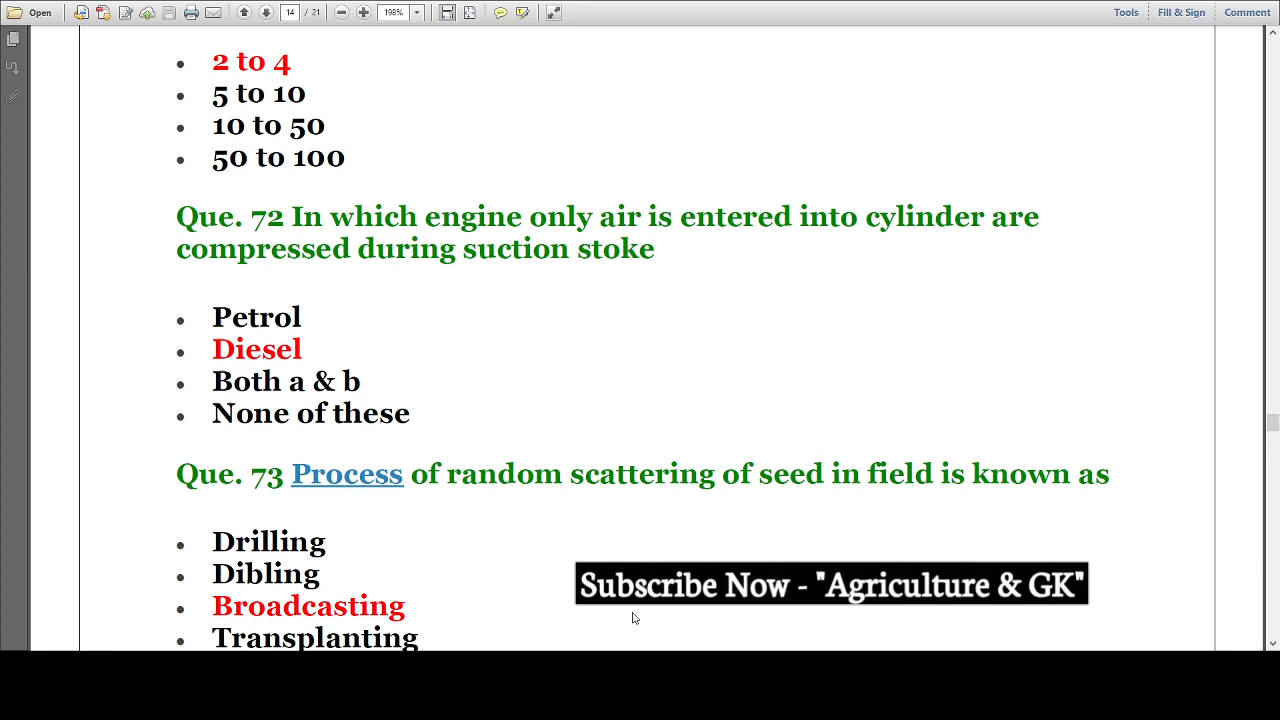 Open 14 / 21 198% Tools Fill & Sign Comment
• 2 to 4
• 5 to 10
• 10 to 50
• 50 to 100
Que. 72 In which engine only air is entered into cylinder are
compressed during suction stoke
• Petrol
• Diesel
• Both a & b
• None of these
Que. 73 Process of random scattering of seed in field is known as
• Drilling
• Dibling
• Broadcasting
• Transplanting
Subscribe Now - "Agriculture & GK"